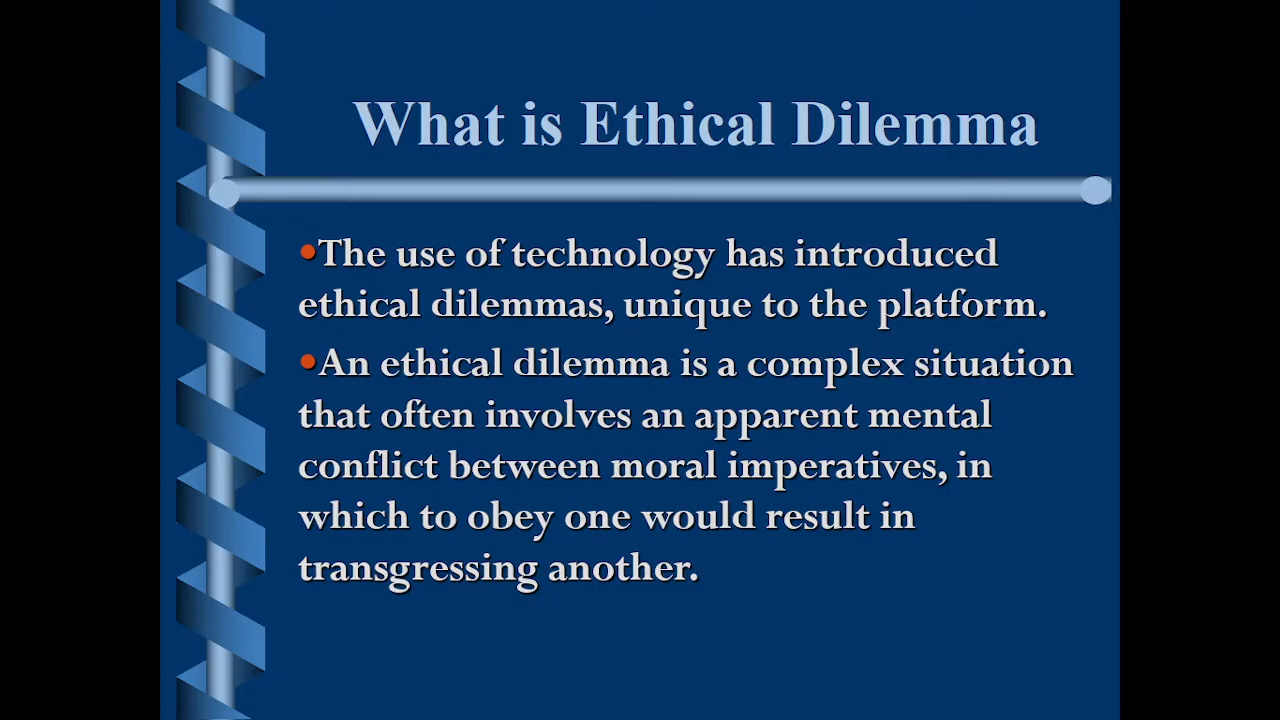 What is Ethical Dilemma
•The use of technology has introduced
ethical dilemmas, unique to the platform.
•An ethical dilemma is a complex situation
that often involves an apparent mental
conflict between moral imperatives, in
which to obey one would result in
transgressing another.